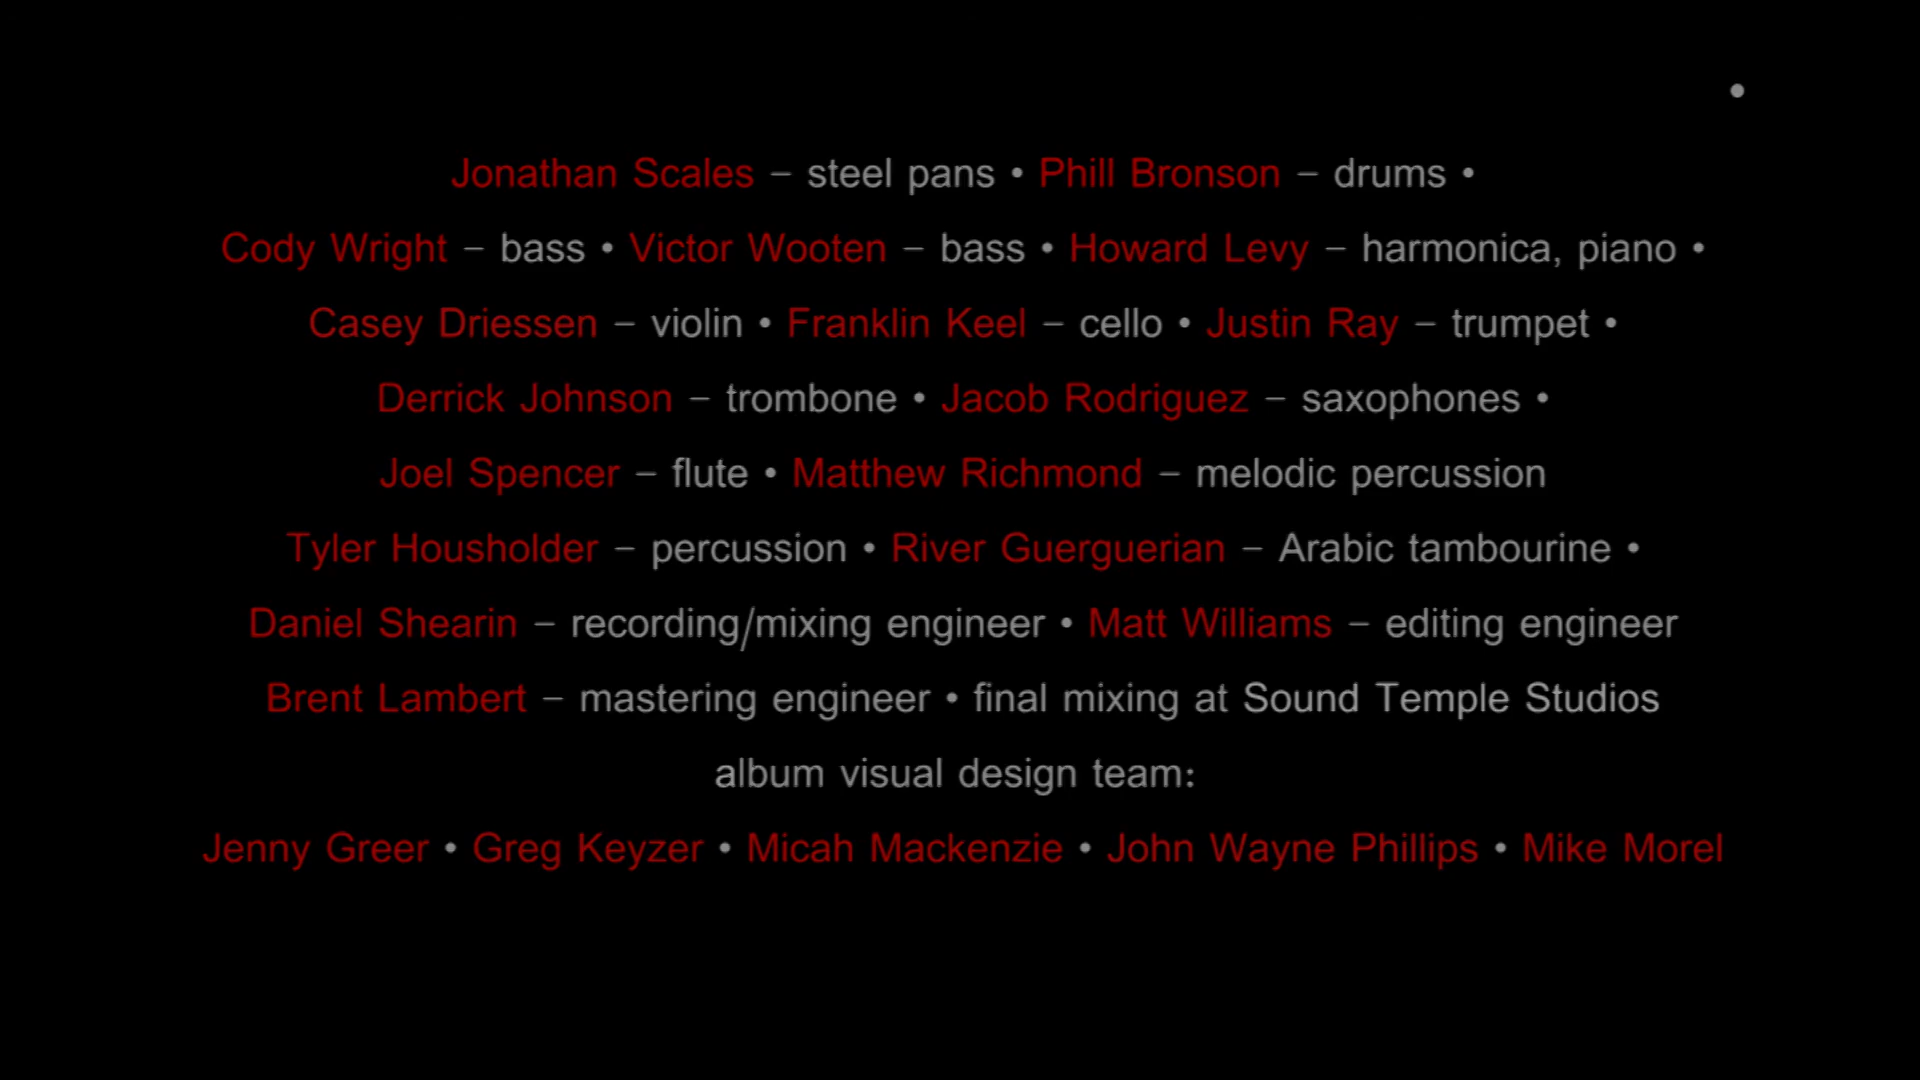 •
Jonathan Scales – steel pans • Phill Bronson – drums •
Cody Wright – bass • Victor Wooten – bass • Howard Levy – harmonica, piano •
Casey Driessen – violin • Franklin Keel – cello • Justin Ray – trumpet •
Derrick Johnson – trombone • Jacob Rodriguez – saxophones •
Joel Spencer – flute • Matthew Richmond – melodic percussion
Tyler Housholder – percussion • River Guerguerian – Arabic tambourine •
Daniel Shearin – recording/mixing engineer • Matt Williams – editing engineer
Brent Lambert – mastering engineer • final mixing at Sound Temple Studios
album visual design team:
Jenny Greer • Greg Keyzer • Micah Mackenzie • John Wayne Phillips • Mike Morel